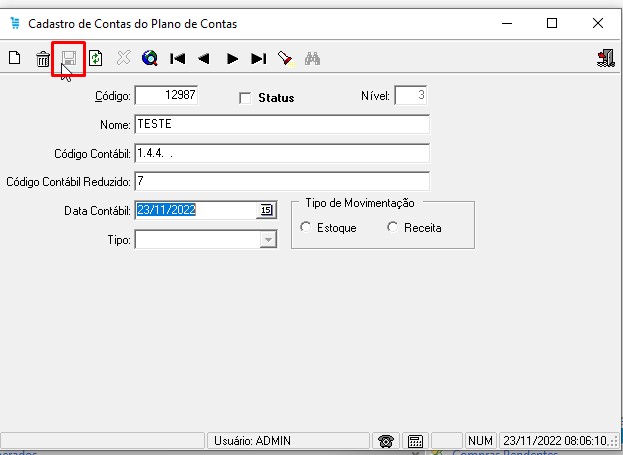 Cadastro de Contas do Plano de Contas
Código: 12987 Status Nível: 3
Nome: TESTE
Código Contábil: 1.4.4. .
Código Contábil Reduzido: 7
Data Contábil: 23/11/2022 15 Tipo de Movimentação
Estoque Receita
Tipo:
Usuário: ADMIN NUM 23/11/2022 08:06:10
Compras Pendentes